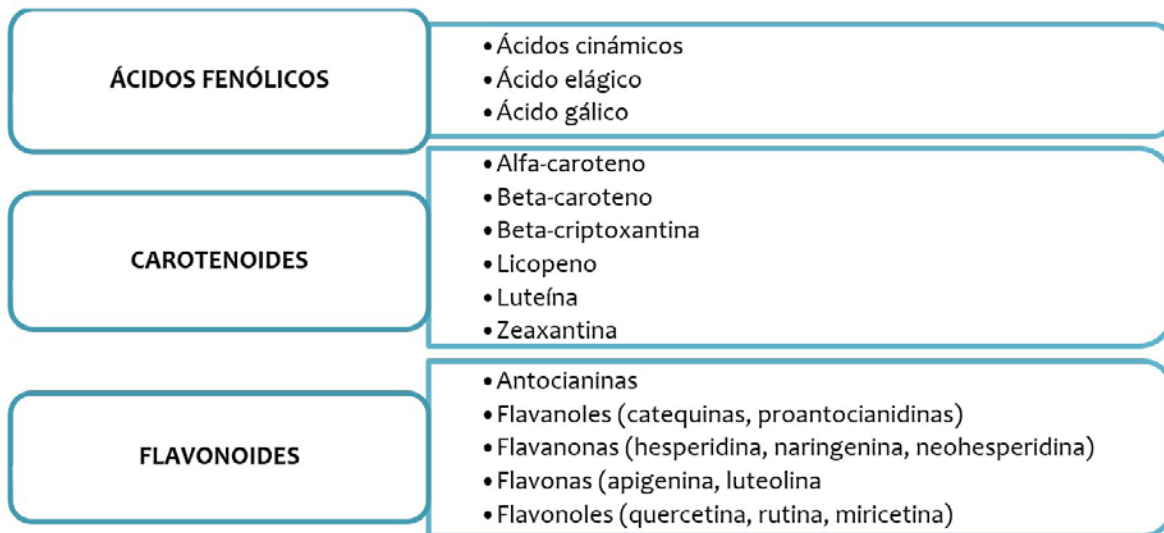 ÁCIDOS FENÓLICOS
• Ácidos cinámicos
• Ácido elágico
• Ácido gálico
CAROTENOIDES
• Alfa-caroteno
• Beta-caroteno
• Beta-criptoxantina
• Licopeno
• Luteína
• Zeaxantina
FLAVONOIDES
• Antocianinas
• Flavanoles (catequinas, proantocianidinas)
• Flavanonas (hesperidina, naringenina, neohesperidina)
• Flavonas (apigenina, luteolina
• Flavonoles (quercetina, rutina, miricetina)